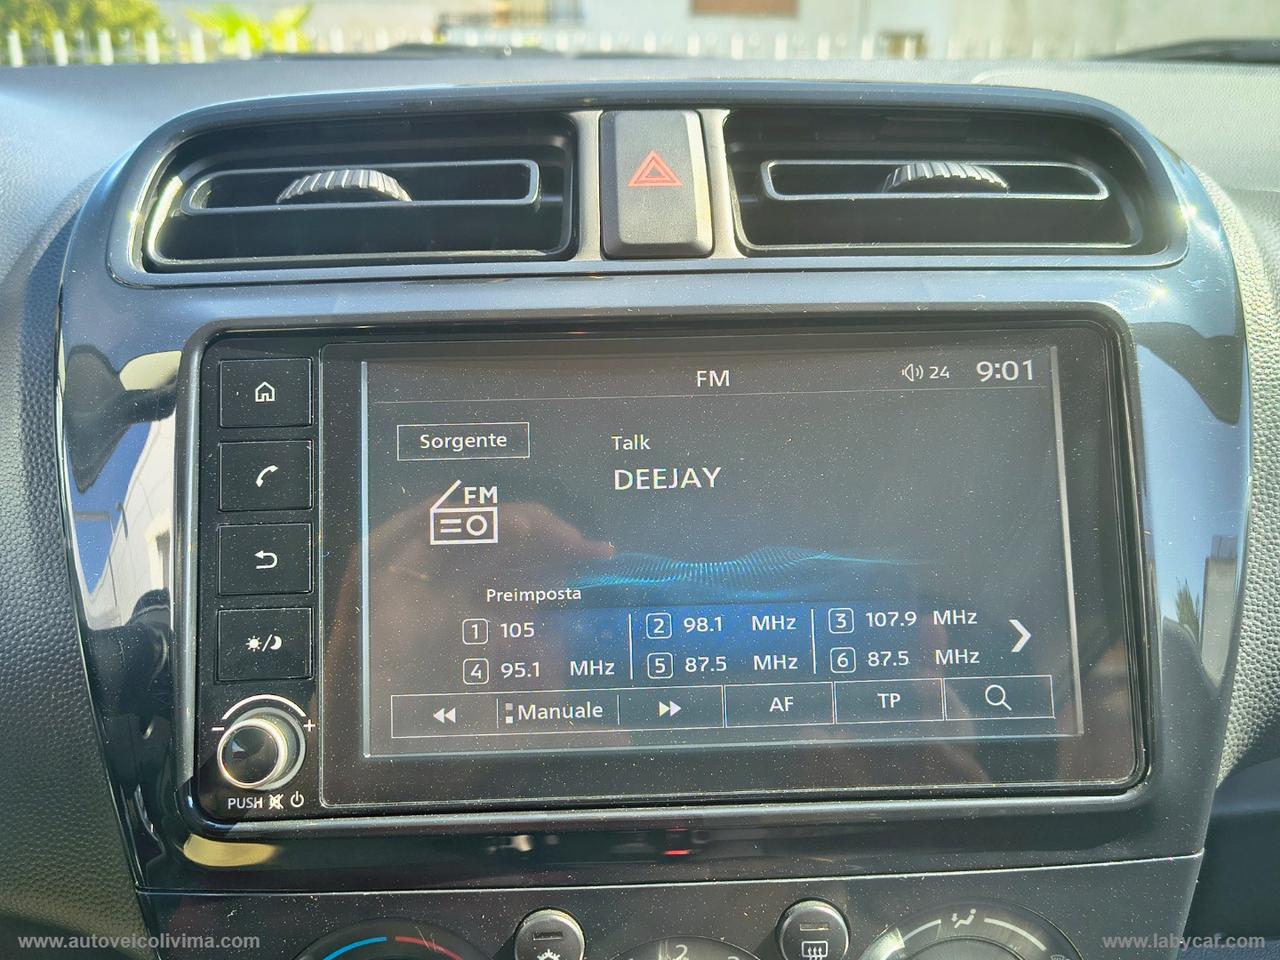 FM
24
9:01
Sorgente
Talk
DEEJAY
FM
Preimposta
1 105
2 98.1 MHz
3 107.9 MHz
4 95.1 MHz
5 87.5 MHz
6 87.5 MHz
Manuale
AF
TP
- +
PUSH
2
www.autoveicolivima.com
www.labycar.com